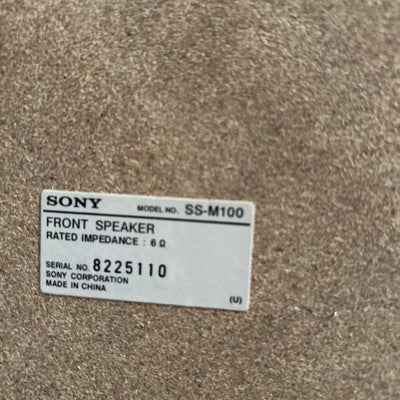 SONY MODEL NO. SS-M100
FRONT SPEAKER
RATED IMPEDANCE : 6 Ω
SERIAL NO. 8225110
SONY CORPORATION
MADE IN CHINA
(U)